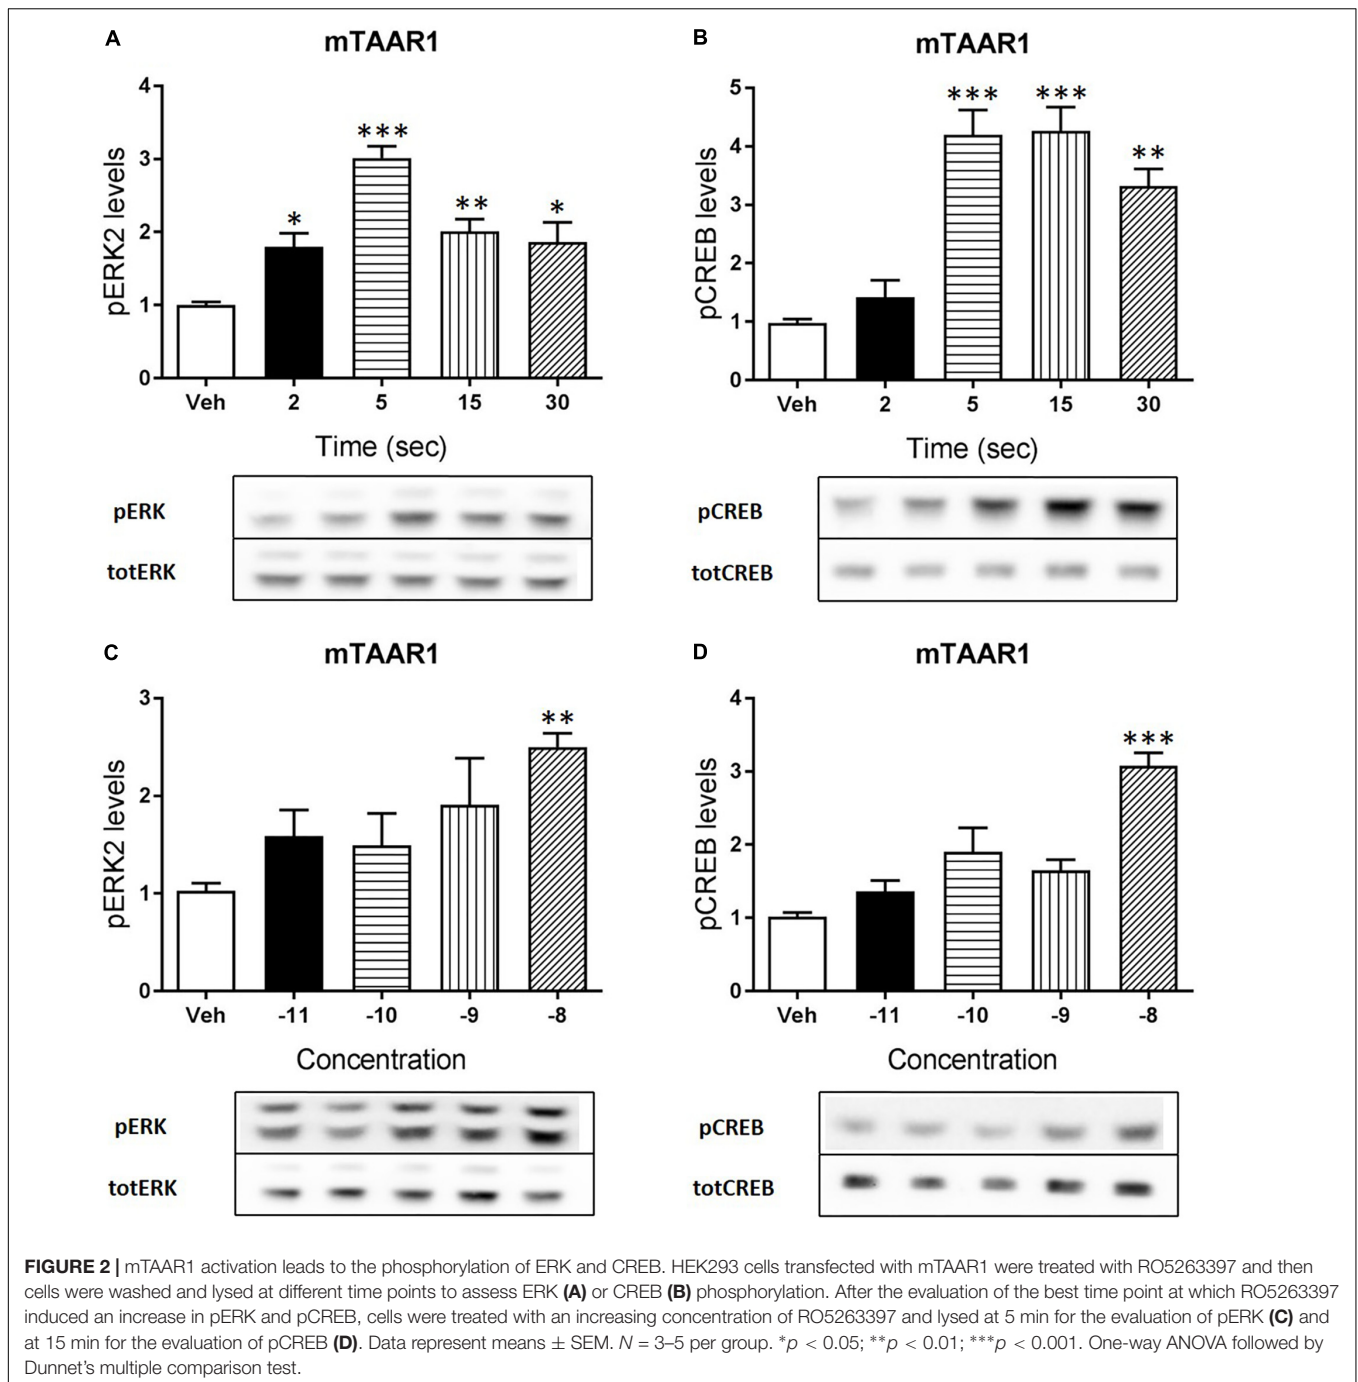 A
mTAAR1
***
**
*
*
4
3
2
1
0
pERK2 levels
Veh 2 5 15 30
Time (sec)
pERK
totERK
B
mTAAR1
*** ***
**
5
4
3
2
1
0
pCREB levels
Veh 2 5 15 30
Time (sec)
pCREB
totCREB
C
mTAAR1
**
3
2
1
0
pERK2 levels
Veh -11 -10 -9 -8
Concentration
pERK
totERK
D
mTAAR1
***
4
3
2
1
0
pCREB levels
Veh -11 -10 -9 -8
Concentration
pCREB
totCREB
FIGURE 2 | mTAAR1 activation leads to the phosphorylation of ERK and CREB. HEK293 cells transfected with mTAAR1 were treated with RO5263397 and then
cells were washed and lysed at different time points to assess ERK (A) or CREB (B) phosphorylation. After the evaluation of the best time point at which RO5263397
induced an increase in pERK and pCREB, cells were treated with an increasing concentration of RO5263397 and lysed at 5 min for the evaluation of pERK (C) and
at 15 min for the evaluation of pCREB (D). Data represent means ± SEM. N = 3–5 per group. *p < 0.05; **p < 0.01; ***p < 0.001. One-way ANOVA followed by
Dunnet's multiple comparison test.